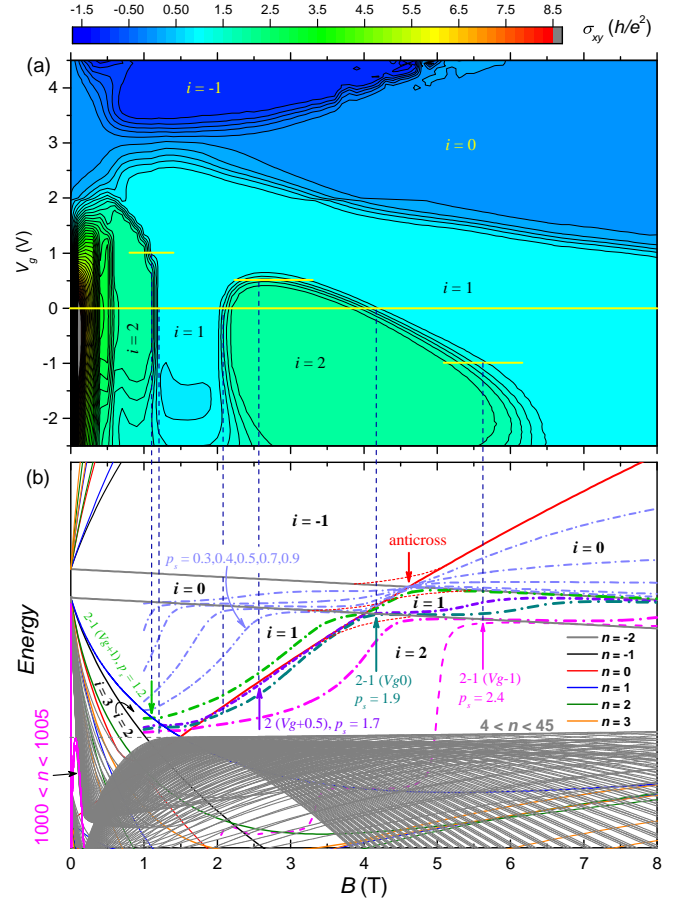 -1.5 -0.50 0.50 1.5 2.5 3.5 4.5 5.5 6.5 7.5 8.5
σxy (h/e²)
(a)
i = -1
i = 0
i = 1
i = 2
i = 1
i = 2
4
3
2
1
0
-1
-2
Vg (V)
(b)
i = -1
anticross
ps = 0.3,0.4,0.5,0.7,0.9
i = 0
i = 0
i = 1
i = 1
i = 2
2-1 (Vg+1), ps = 1.2
i = 3
i = 2
2-1 (Vg0)
ps = 1.9
2-1 (Vg-1)
ps = 2.4
2 (Vg+0.5), ps = 1.7
n = -2
n = -1
n = 0
n = 1
n = 2
n = 3
4 < n < 45
1000 < n < 1005
Energy
0 1 2 3 4 5 6 7 8
B (T)